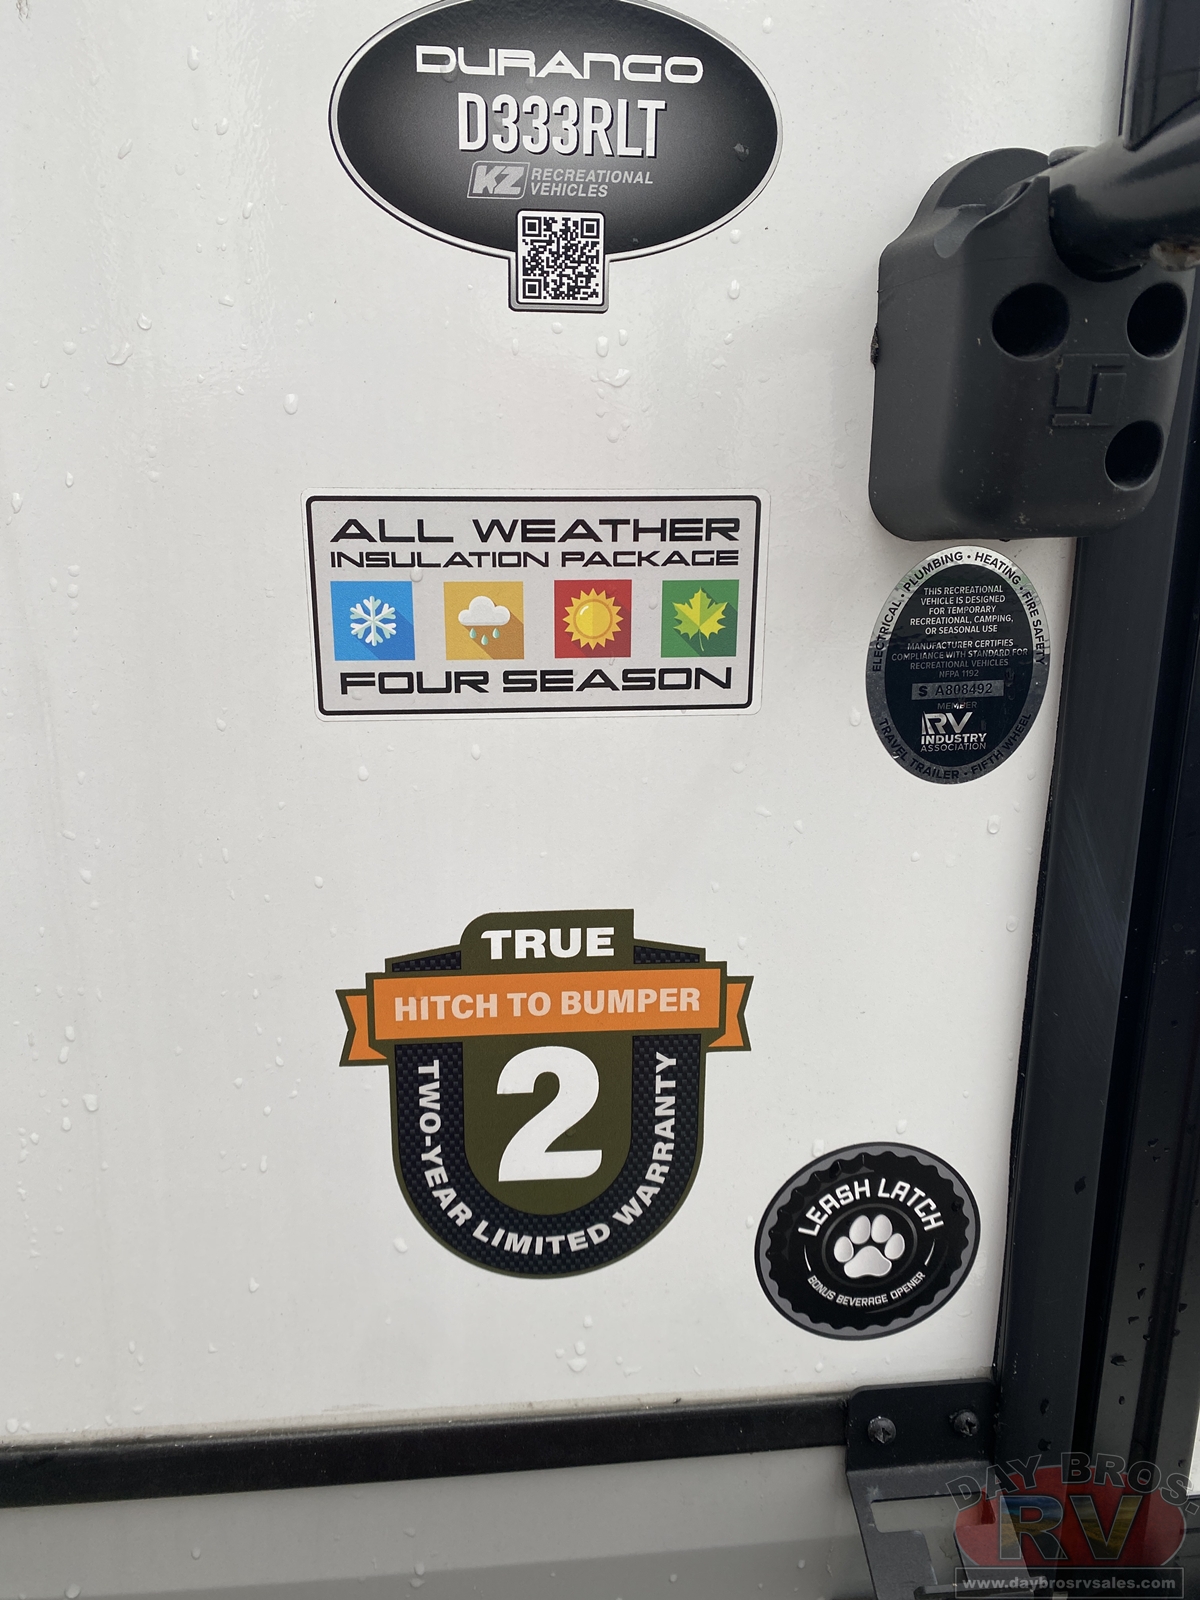 DURANGO
D333RLT
KZ RECREATIONAL
VEHICLES
ALL WEATHER
INSULATION PACKAGE
FOUR SEASON
ELECTRICAL • PLUMBING • HEATING • FIRE SAFETY
THIS RECREATIONAL
VEHICLE IS DESIGNED
FOR TEMPORARY
RECREATIONAL, CAMPING,
OR SEASONAL USE
MANUFACTURER CERTIFIES
COMPLIANCE WITH STANDARD FOR
RECREATIONAL VEHICLES
NFPA 1192
S A808492
MEMBER
RV
INDUSTRY
ASSOCIATION
TRAVEL TRAILER • FIFTH WHEEL
TRUE
HITCH TO BUMPER
2
TWO-YEAR LIMITED WARRANTY
LEASH LATCH
BONUS BEVERAGE OPENER
DAY BROS.
RV
www.daybrosrvsales.com